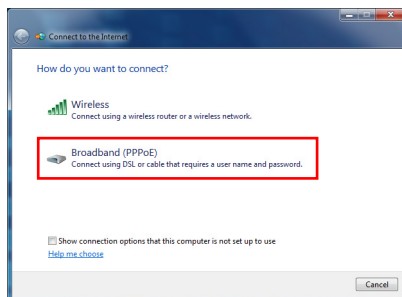 Connect to the Internet
How do you want to connect?
Wireless
Connect using a wireless router or a wireless network.
Broadband (PPPoE)
Connect using DSL or cable that requires a user name and password.
Show connection options that this computer is not set up to use
Help me choose
Cancel